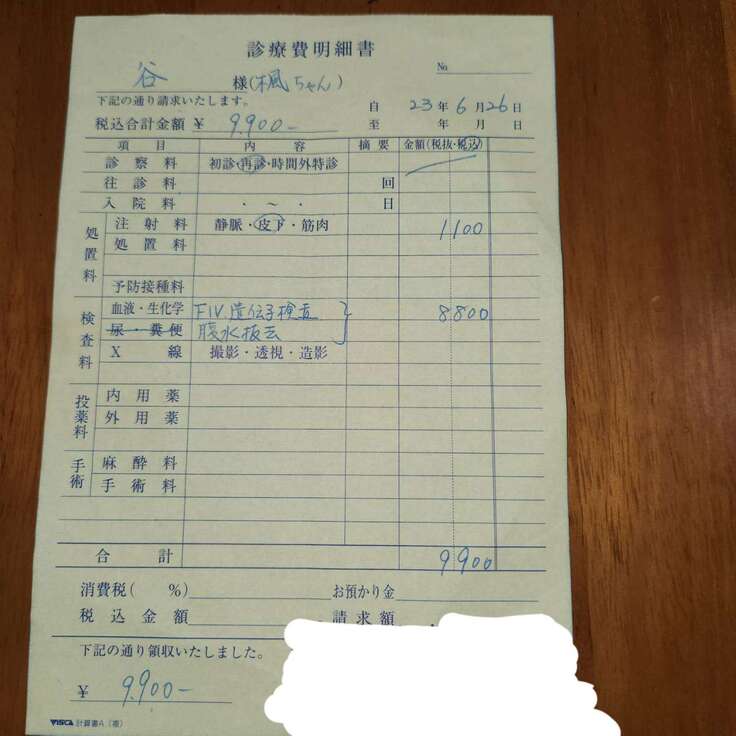 診療費明細書
№
谷 様(楓ちゃん)
下記の通り請求いたします。
自 23年 6月 26日
税込合計金額 ¥ 9.900-
至 年 月 日
項目 内容 摘要 金額(税抜・税込)
診察料 初診・再診・時間外特診
往診料 回
入院料 ・ ~ ・ 日
処置料
注射料 静脈・皮下・筋肉 1100
処置料
予防接種料
検査料
血液・生化学 FIV.遺伝子検査 8800
尿・糞便 腹水抜去
X線 撮影・透視・造影
投薬料
内用薬
外用薬
手術
麻酔料
手術料
合計 9900
消費税( %) お預かり金
税込金額 請求額
下記の通り領収いたしました。
¥ 9.900-
VISCA 計算書A(複)